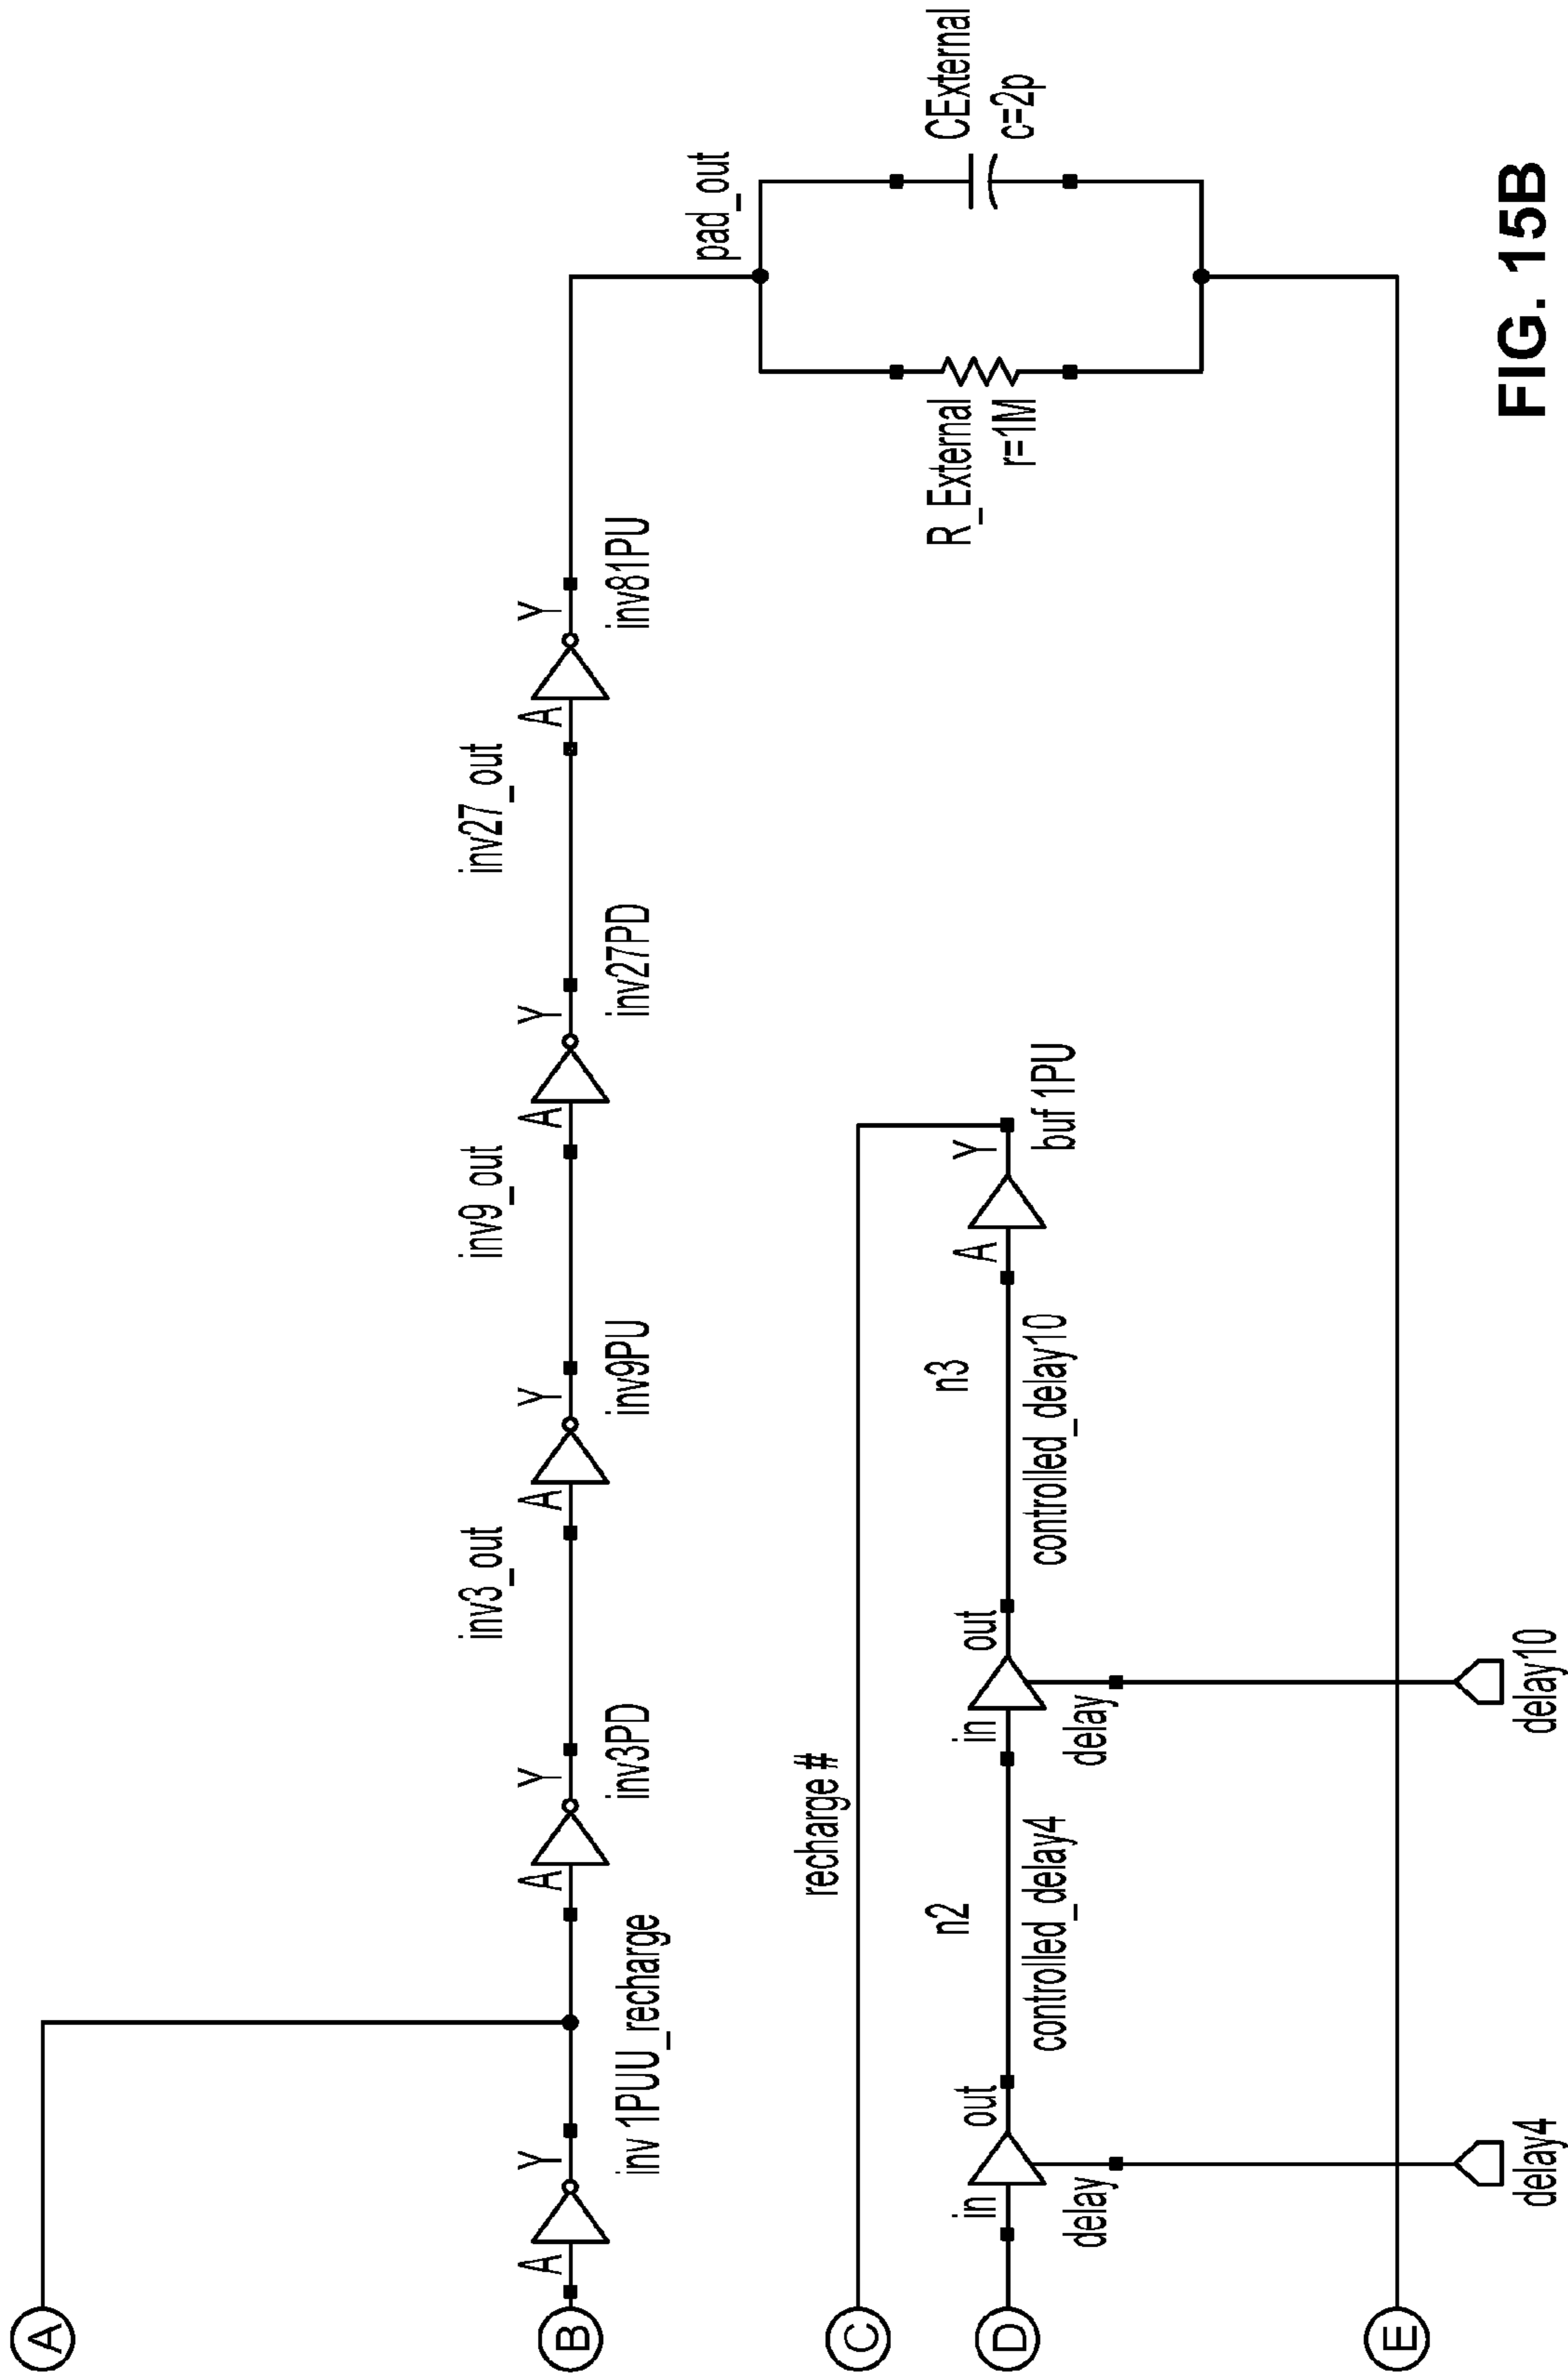 A
B
A
Y
inv 1PUU_recharge
A
Y
inv3PD
inv3_out
A
Y
inv9PU
inv9_out
A
Y
inv27PD
inv27_out
A
Y
inv81PU
pad_out
R_External
r=1M
CExternal
c=2p
C
recharge #
D
in
out
delay
n2
controlled_delay4
in
out
delay
n3
controlled_delay10
A
Y
buf 1PU
E
delay4
delay10
FIG. 15B